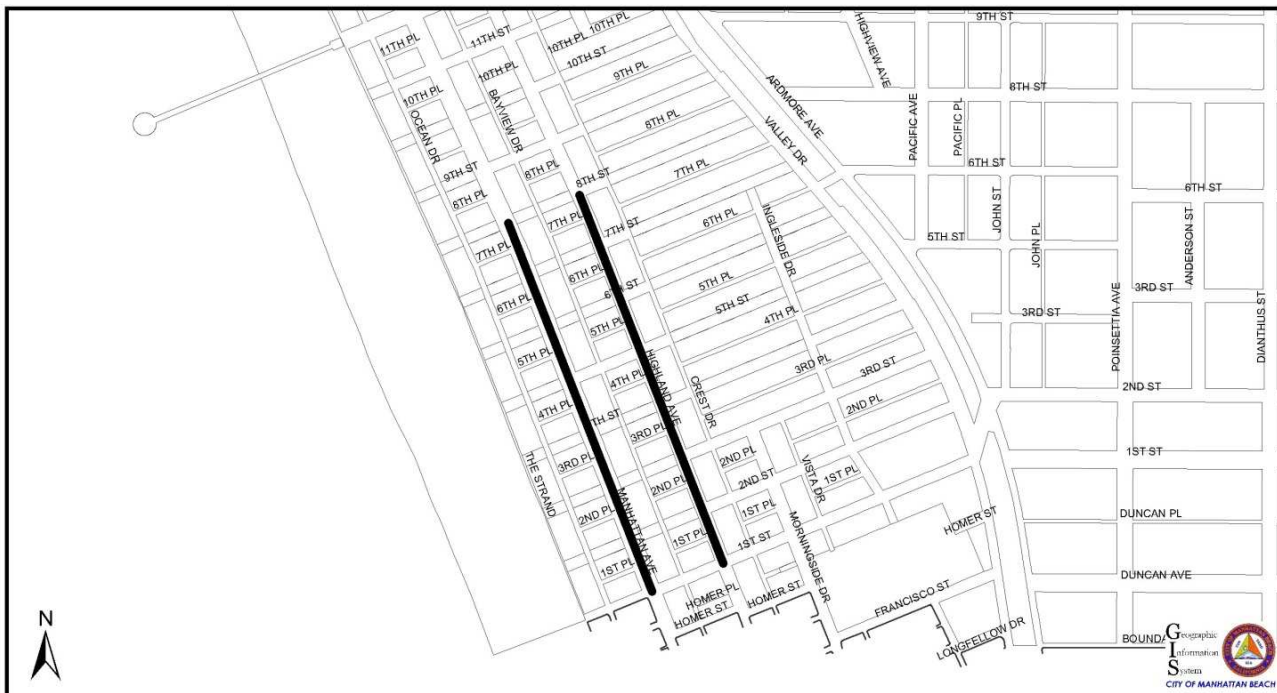 11TH PL
11TH ST
10TH PL
10TH PL
10TH PL
10TH PL
10TH ST
9TH PL
HIGHVIEW AVE
9TH ST
ARDMORE AVE
8TH ST
OCEAN DR
BAYVIEW DR
VALLEY DR
8TH PL
PACIFIC AVE
PACIFIC PL
9TH ST
8TH PL
8TH ST
7TH PL
6TH ST
6TH ST
8TH PL
7TH PL
7TH ST
6TH PL
INGLESIDE DR
JOHN ST
JOHN PL
5TH ST
ANDERSON ST
7TH PL
6TH PL
6TH ST
5TH PL
3RD ST
6TH PL
5TH PL
5TH ST
4TH PL
3RD ST
POINSETTIA AVE
DIANTHUS ST
5TH PL
HIGHLAND AVE
3RD PL
3RD ST
4TH PL
CREST DR
2ND ST
4TH PL
TH ST
3RD PL
2ND PL
3RD PL
2ND PL
1ST ST
THE STRAND
2ND PL
2ND ST
VISTA DR
1ST PL
MANHATTAN AVE
2ND PL
1ST PL
MORNINGSIDE DR
HOMER ST
DUNCAN PL
1ST PL
1ST ST
1ST PL
DUNCAN AVE
HOMER PL
HOMER ST
HOMER ST
FRANCISCO ST
LONGFELLOW DR
BOUNDA
N
Geographic
Information
System
CITY OF MANHATTAN BEACH